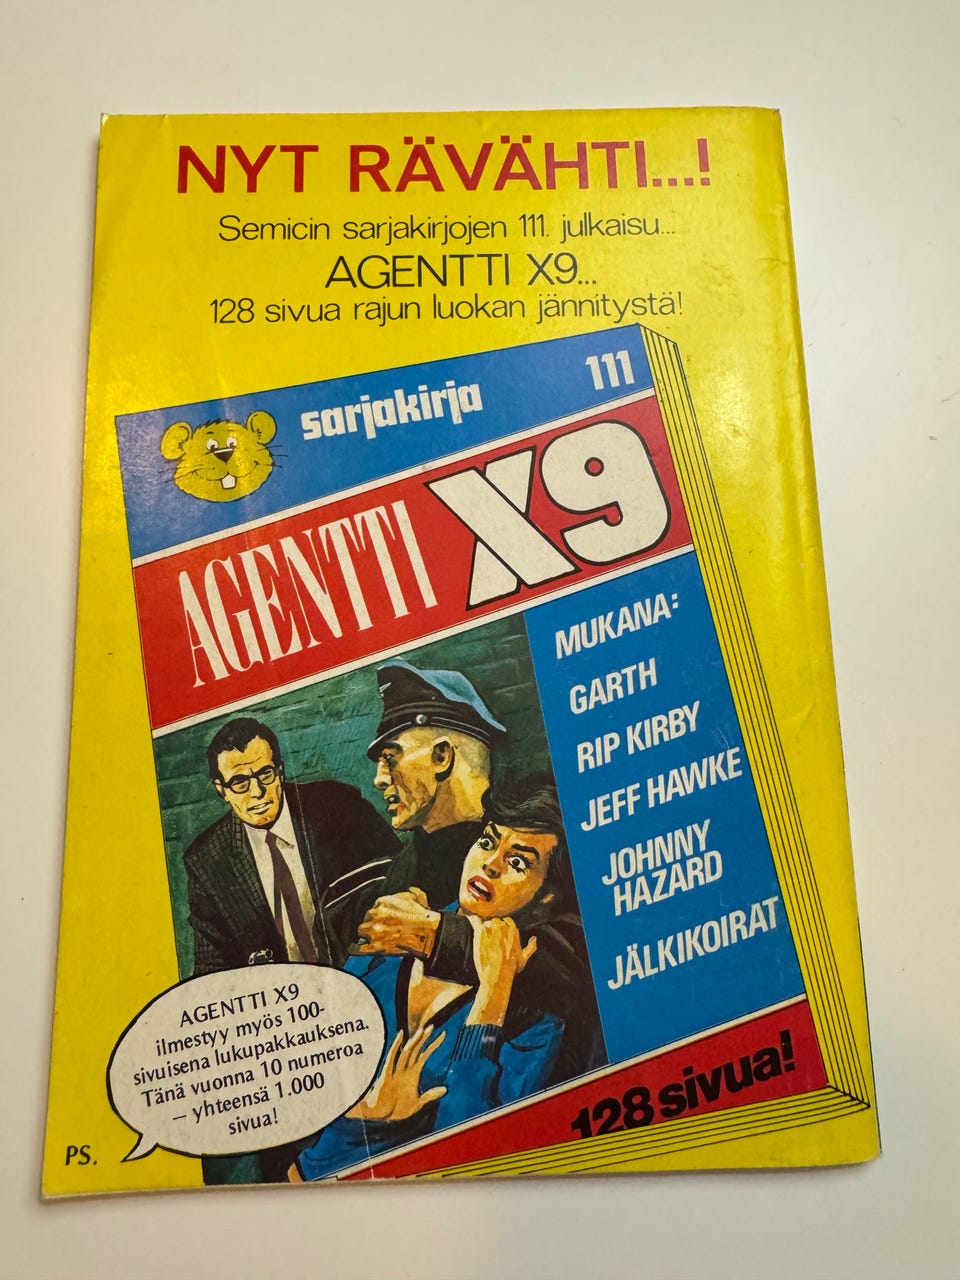 NYT RÄVÄHTI...!
Semicin sarjakirjojen 111. julkaisu...
AGENTTI X9...
128 sivua rajun luokan jännitystä!
sarjakirja 111
AGENTTI X9
MUKANA:
GARTH
RIP KIRBY
JEFF HAWKE
JOHNNY
HAZARD
JÄLKIKOIRAT
128 sivua!
AGENTTI X9
ilmestyy myös 100-
sivuisena lukupakkauksena.
Tänä vuonna 10 numeroa
– yhteensä 1.000
sivua!
PS.